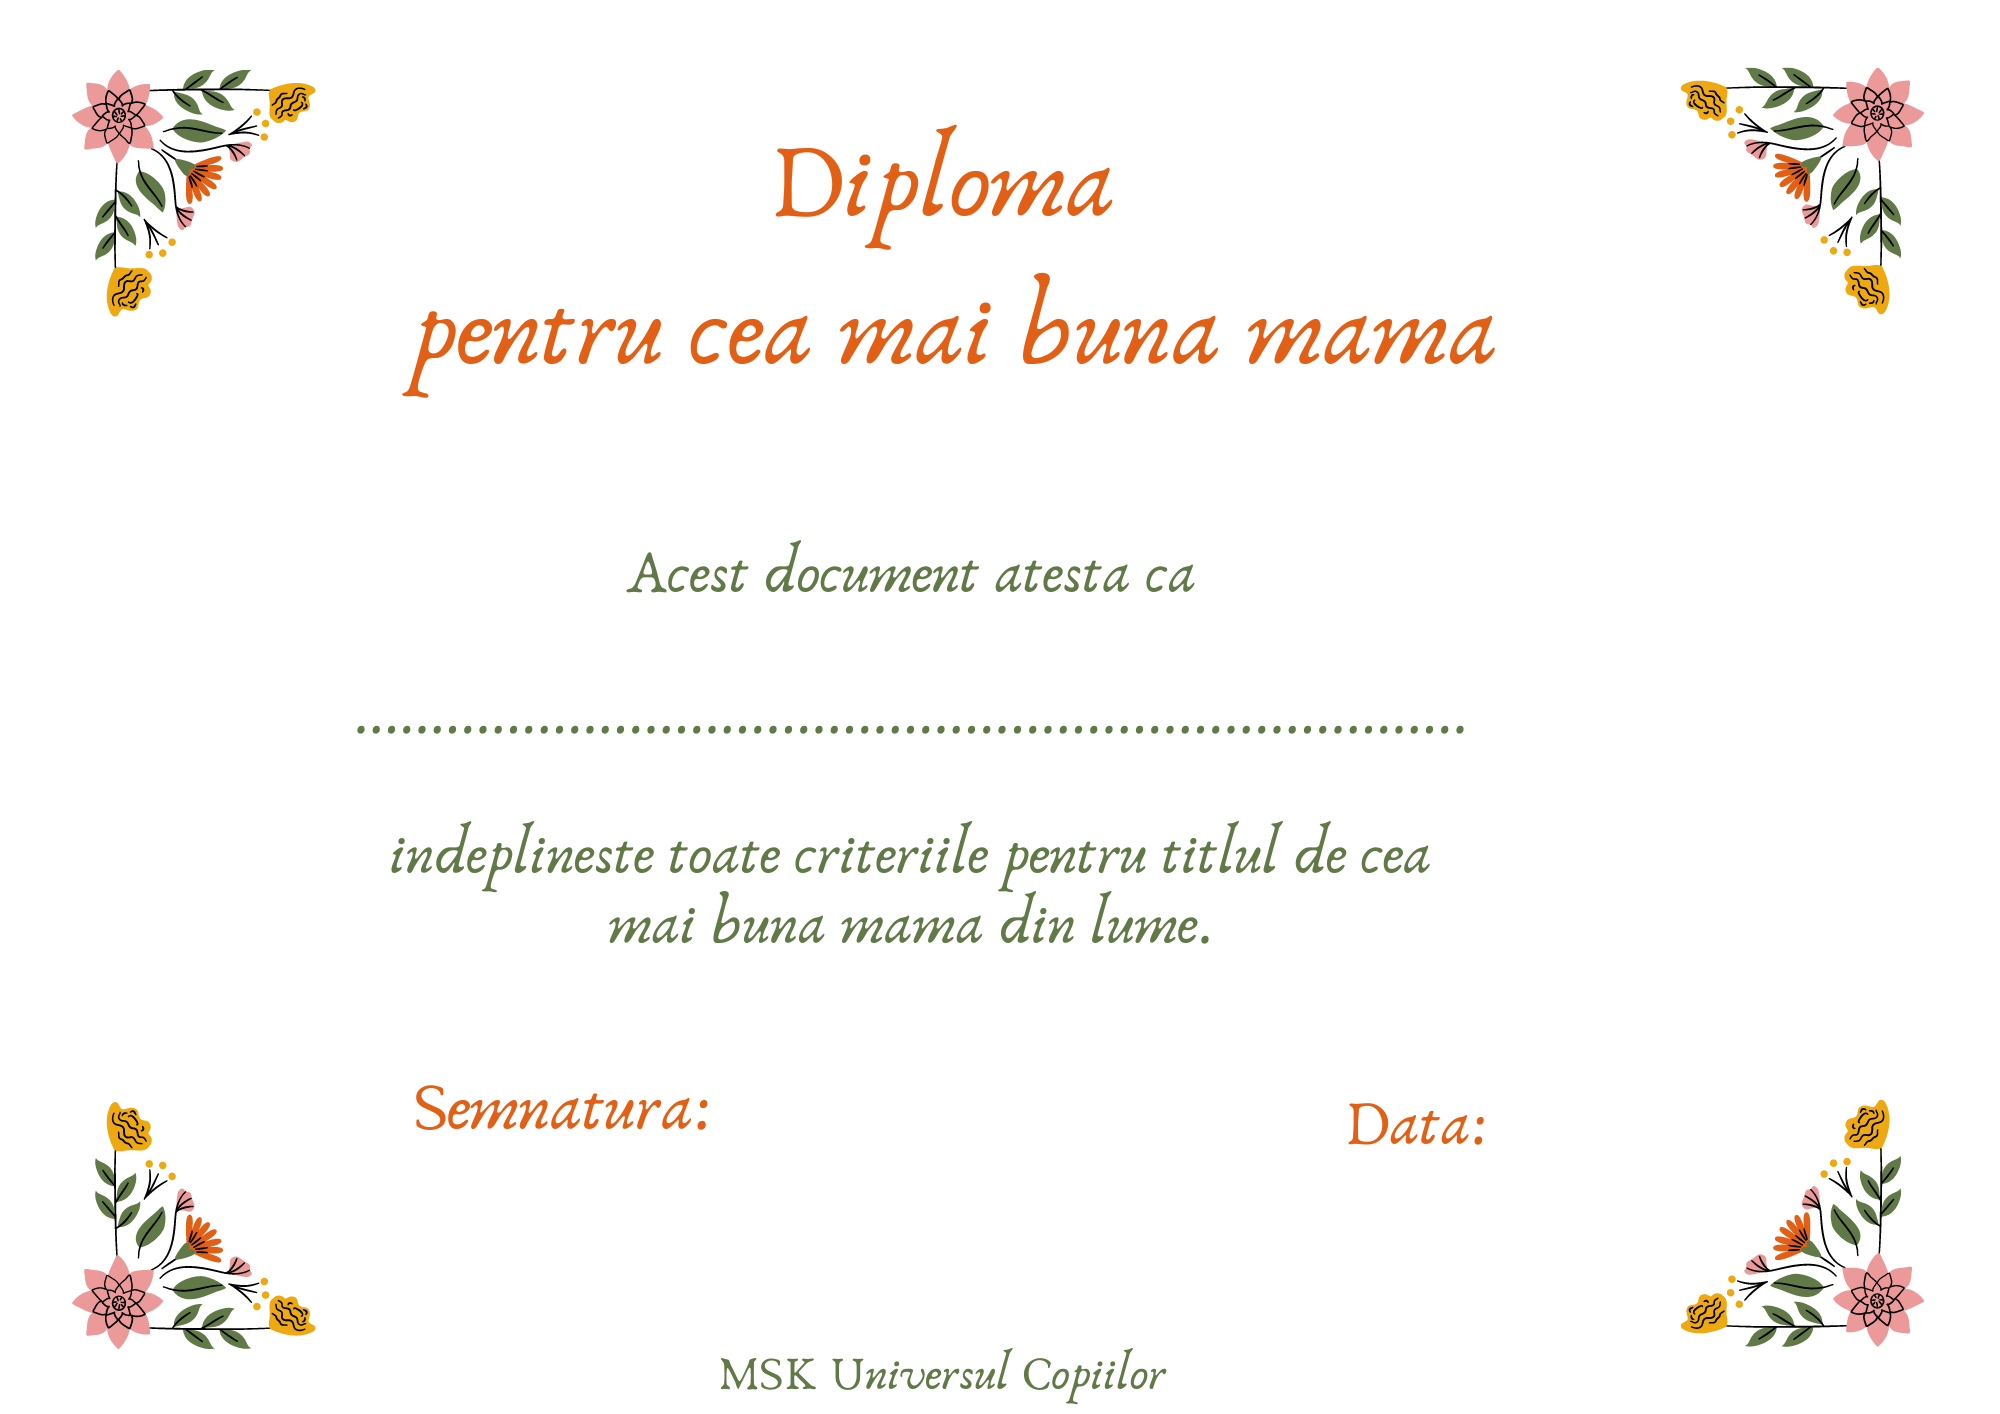 Diploma
pentru cea mai buna mama
Acest document atesta ca
.........................................................................
indeplineste toate criteriile pentru titlul de cea
mai buna mama din lume.
Semnatura:
Data:
MSK Universul Copiilor